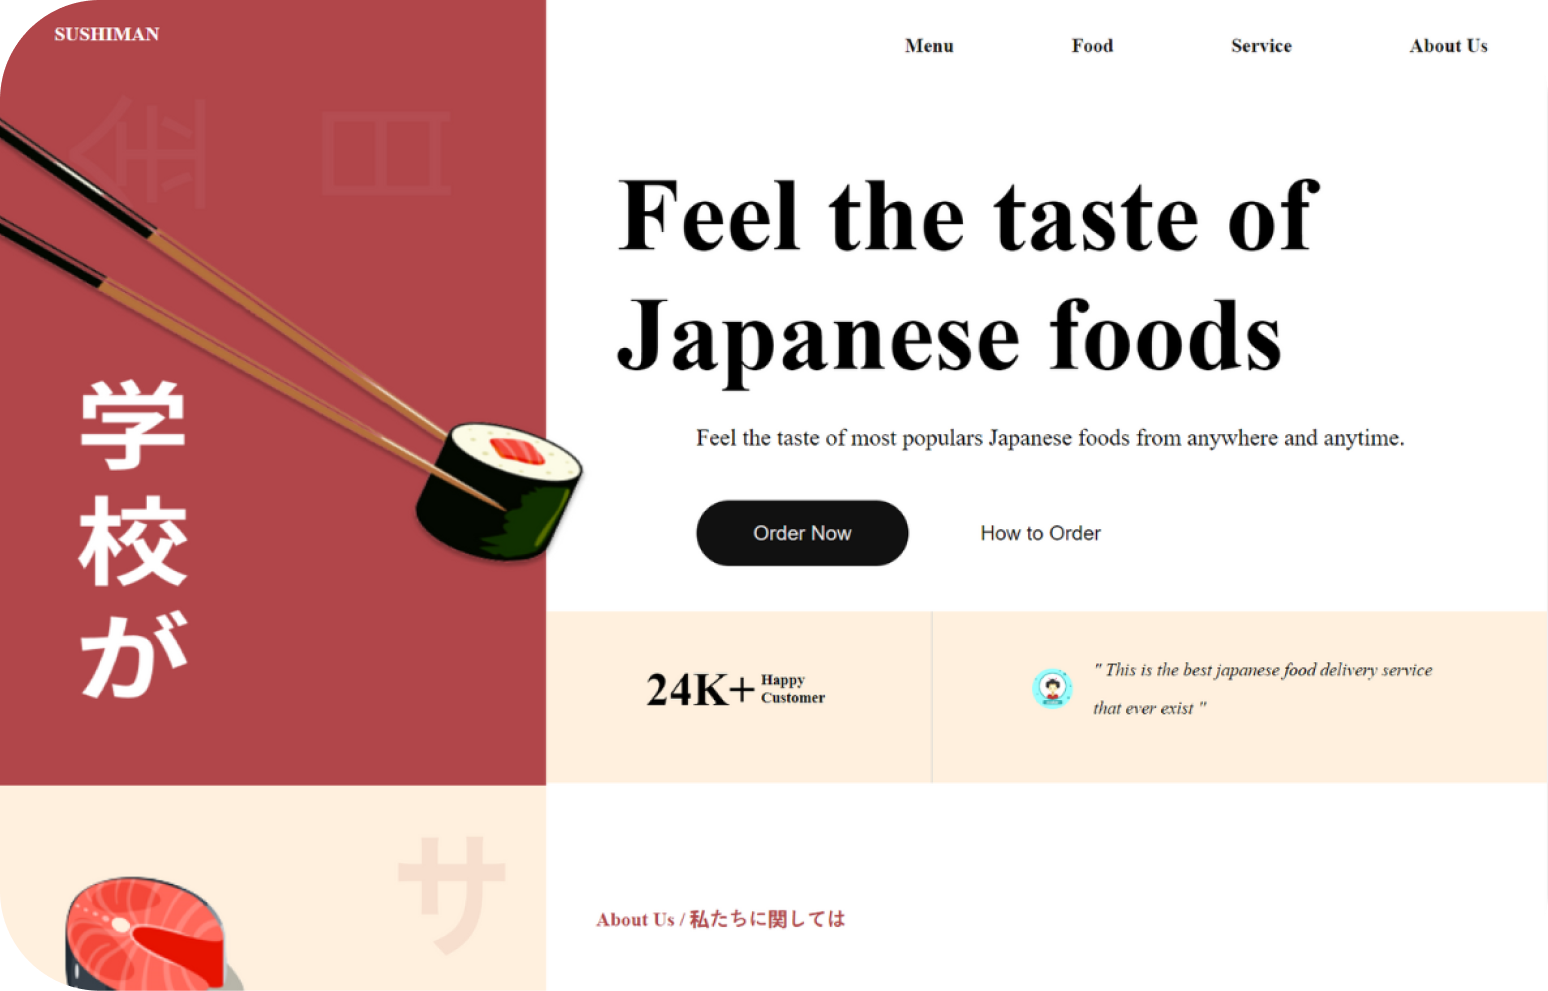 SUSHIMAN
Menu
Food
Service
About Us
金
日
学
校
が
Feel the taste of
Japanese foods
Feel the taste of most populars Japanese foods from anywhere and anytime.
Order Now
How to Order
24K+
Happy
Customer
" This is the best japanese food delivery service
that ever exist "
サ
About Us / 私たちに関しては